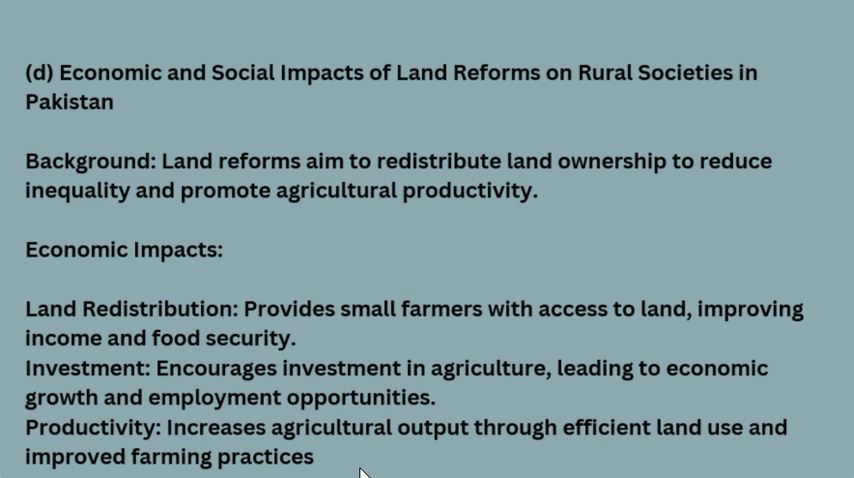 (d) Economic and Social Impacts of Land Reforms on Rural Societies in
Pakistan
Background: Land reforms aim to redistribute land ownership to reduce
inequality and promote agricultural productivity.
Economic Impacts:
Land Redistribution: Provides small farmers with access to land, improving
income and food security.
Investment: Encourages investment in agriculture, leading to economic
growth and employment opportunities.
Productivity: Increases agricultural output through efficient land use and
improved farming practices